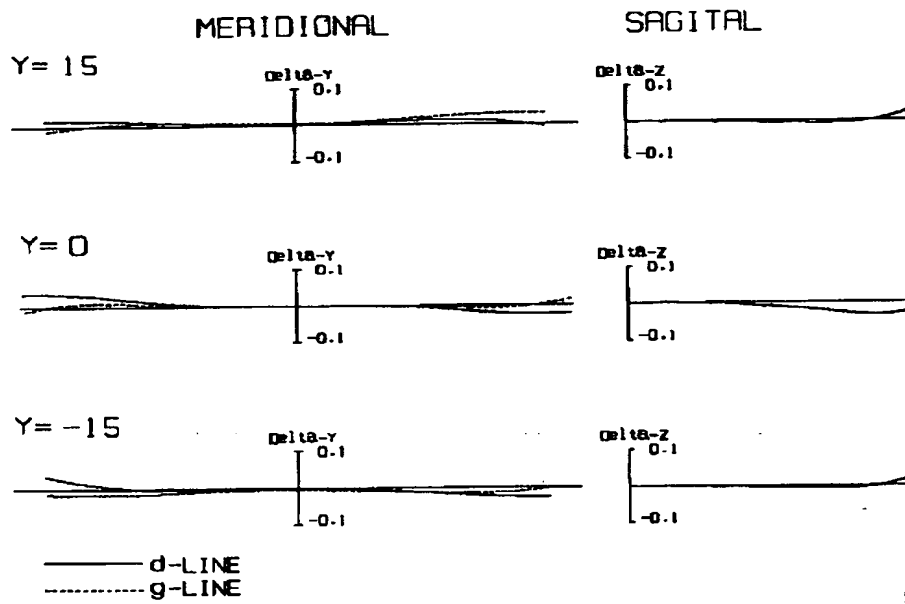 MERIDIONAL SAGITAL
Y= 15
Delta-Y Delta-Z
0.1 0.1
-0.1 -0.1
Y= 0
Delta-Y Delta-Z
0.1 0.1
-0.1 -0.1
Y= -15
Delta-Y Delta-Z
0.1 0.1
-0.1 -0.1
d-LINE
g-LINE